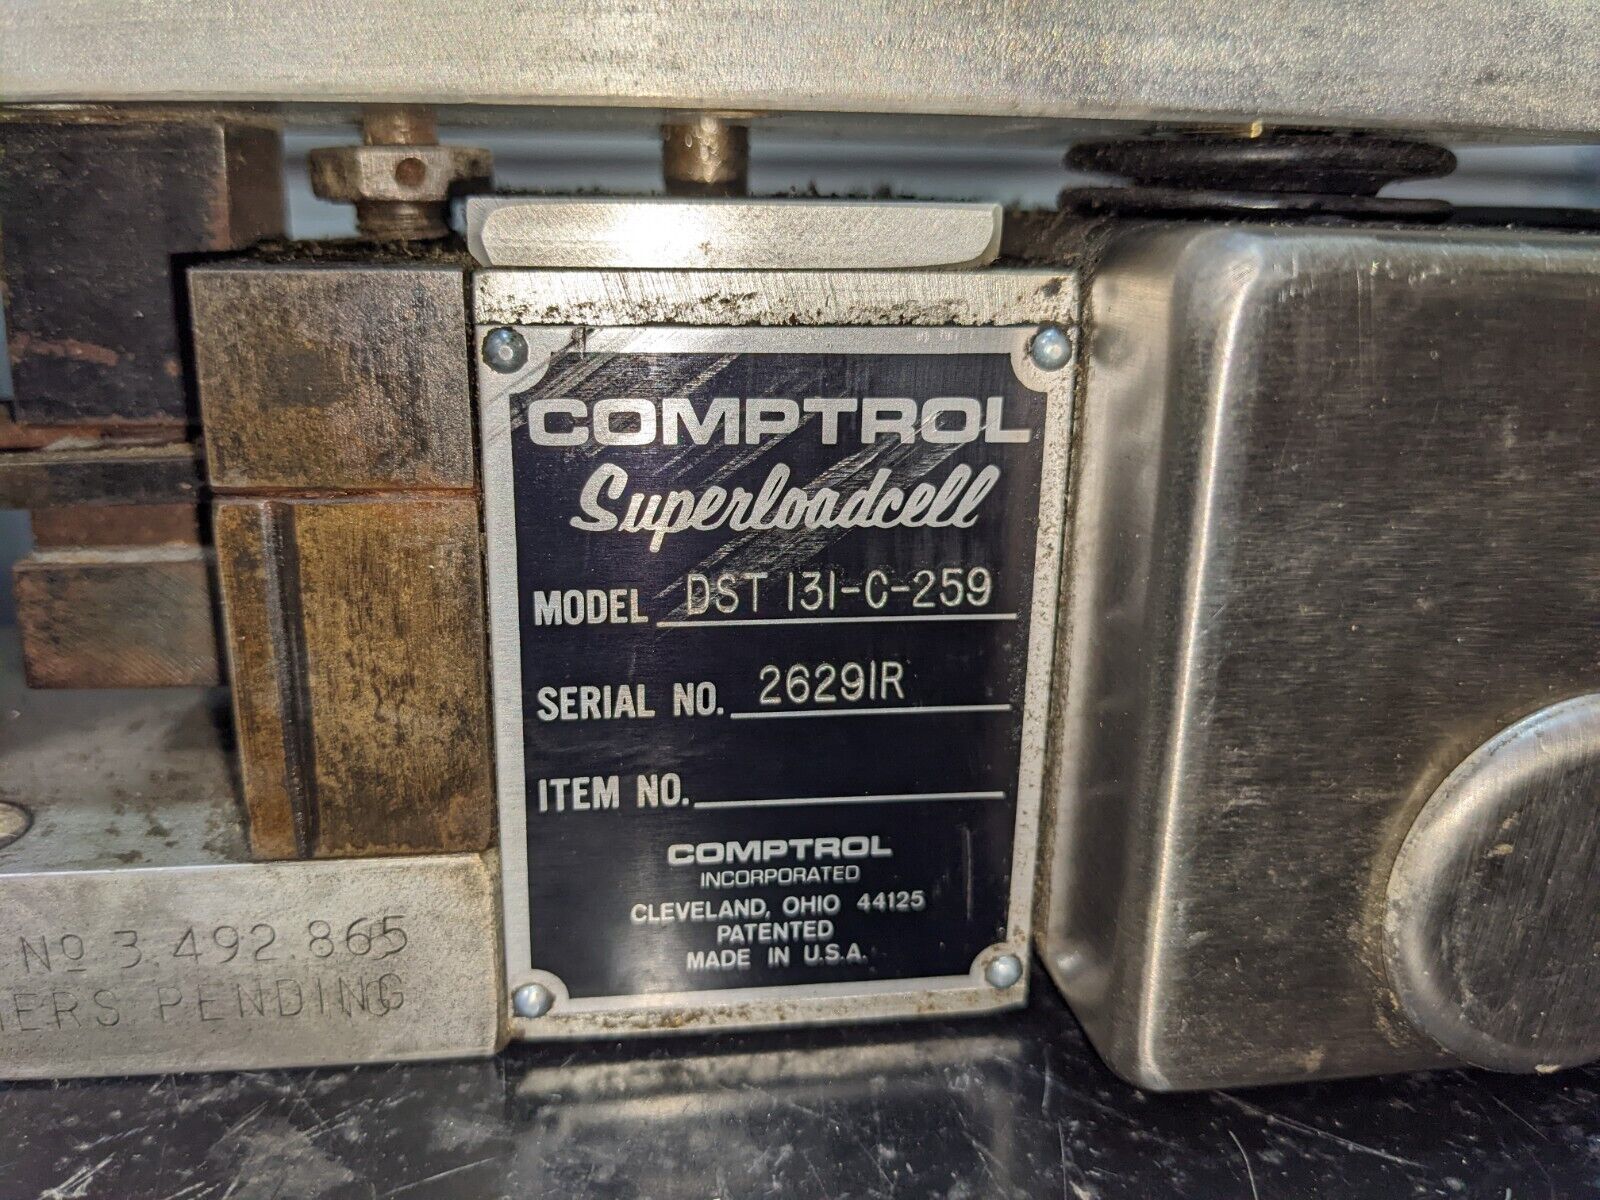 COMPTROL
Superloadcell
MODEL DST 131-C-259
SERIAL NO. 26291R
ITEM NO.
COMPTROL
INCORPORATED
CLEVELAND, OHIO 44125
PATENTED
MADE IN U.S.A.
No 3.492.865
PENDING